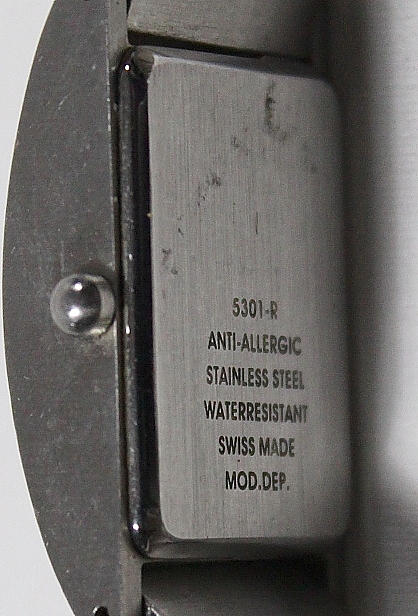 5301-R
ANTI-ALLERGIC
STAINLESS STEEL
WATERRESISTANT
SWISS MADE
MOD.DEP.